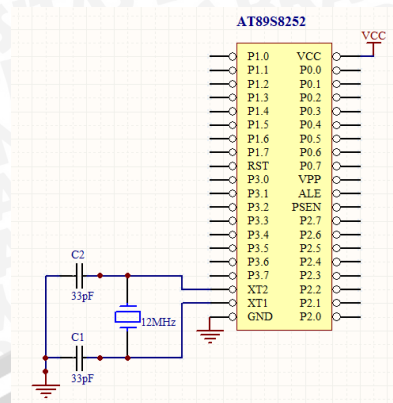 AT89S8252
VCC
P1.0 VCC
P1.1 P0.0
P1.2 P0.1
P1.3 P0.2
P1.4 P0.3
P1.5 P0.4
P1.6 P0.5
P1.7 P0.6
RST P0.7
P3.0 VPP
P3.1 ALE
P3.2 PSEN
P3.3 P2.7
P3.4 P2.6
P3.5 P2.5
P3.6 P2.4
P3.7 P2.3
XT2 P2.2
XT1 P2.1
GND P2.0
C2
33pF
12MHz
C1
33pF